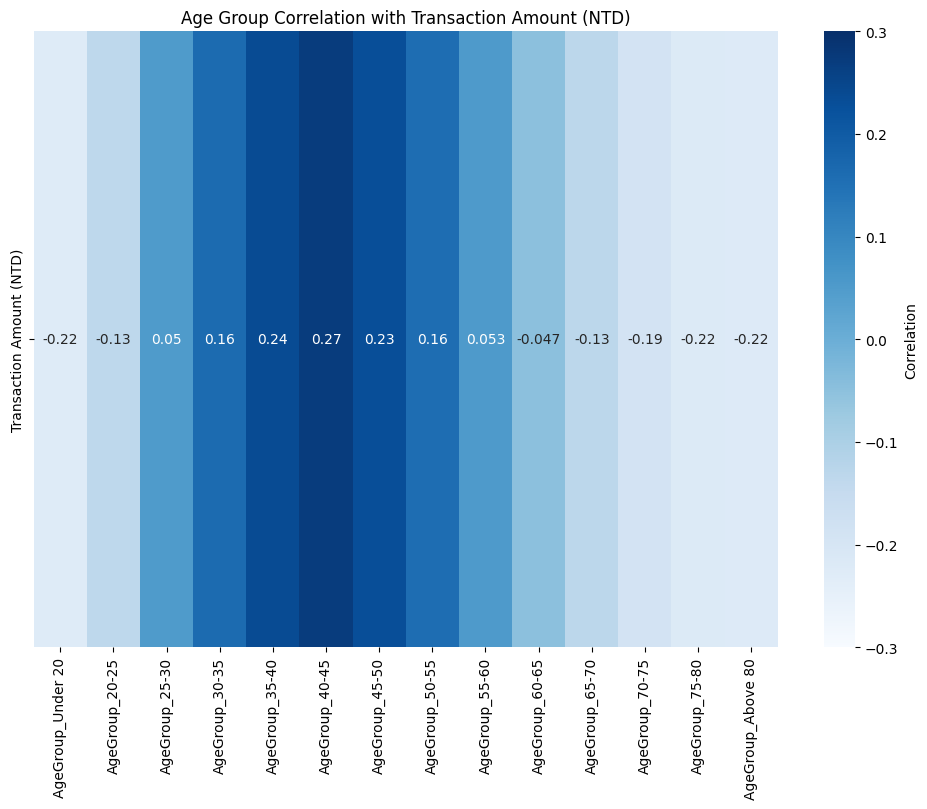 Age Group Correlation with Transaction Amount (NTD)
Transaction Amount (NTD)
-0.22 -0.13 0.05 0.16 0.24 0.27 0.23 0.16 0.053 -0.047 -0.13 -0.19 -0.22 -0.22
AgeGroup_Under 20
AgeGroup_20-25
AgeGroup_25-30
AgeGroup_30-35
AgeGroup_35-40
AgeGroup_40-45
AgeGroup_45-50
AgeGroup_50-55
AgeGroup_55-60
AgeGroup_60-65
AgeGroup_65-70
AgeGroup_70-75
AgeGroup_75-80
AgeGroup_Above 80
0.3
0.2
0.1
0.0
−0.1
−0.2
−0.3
Correlation